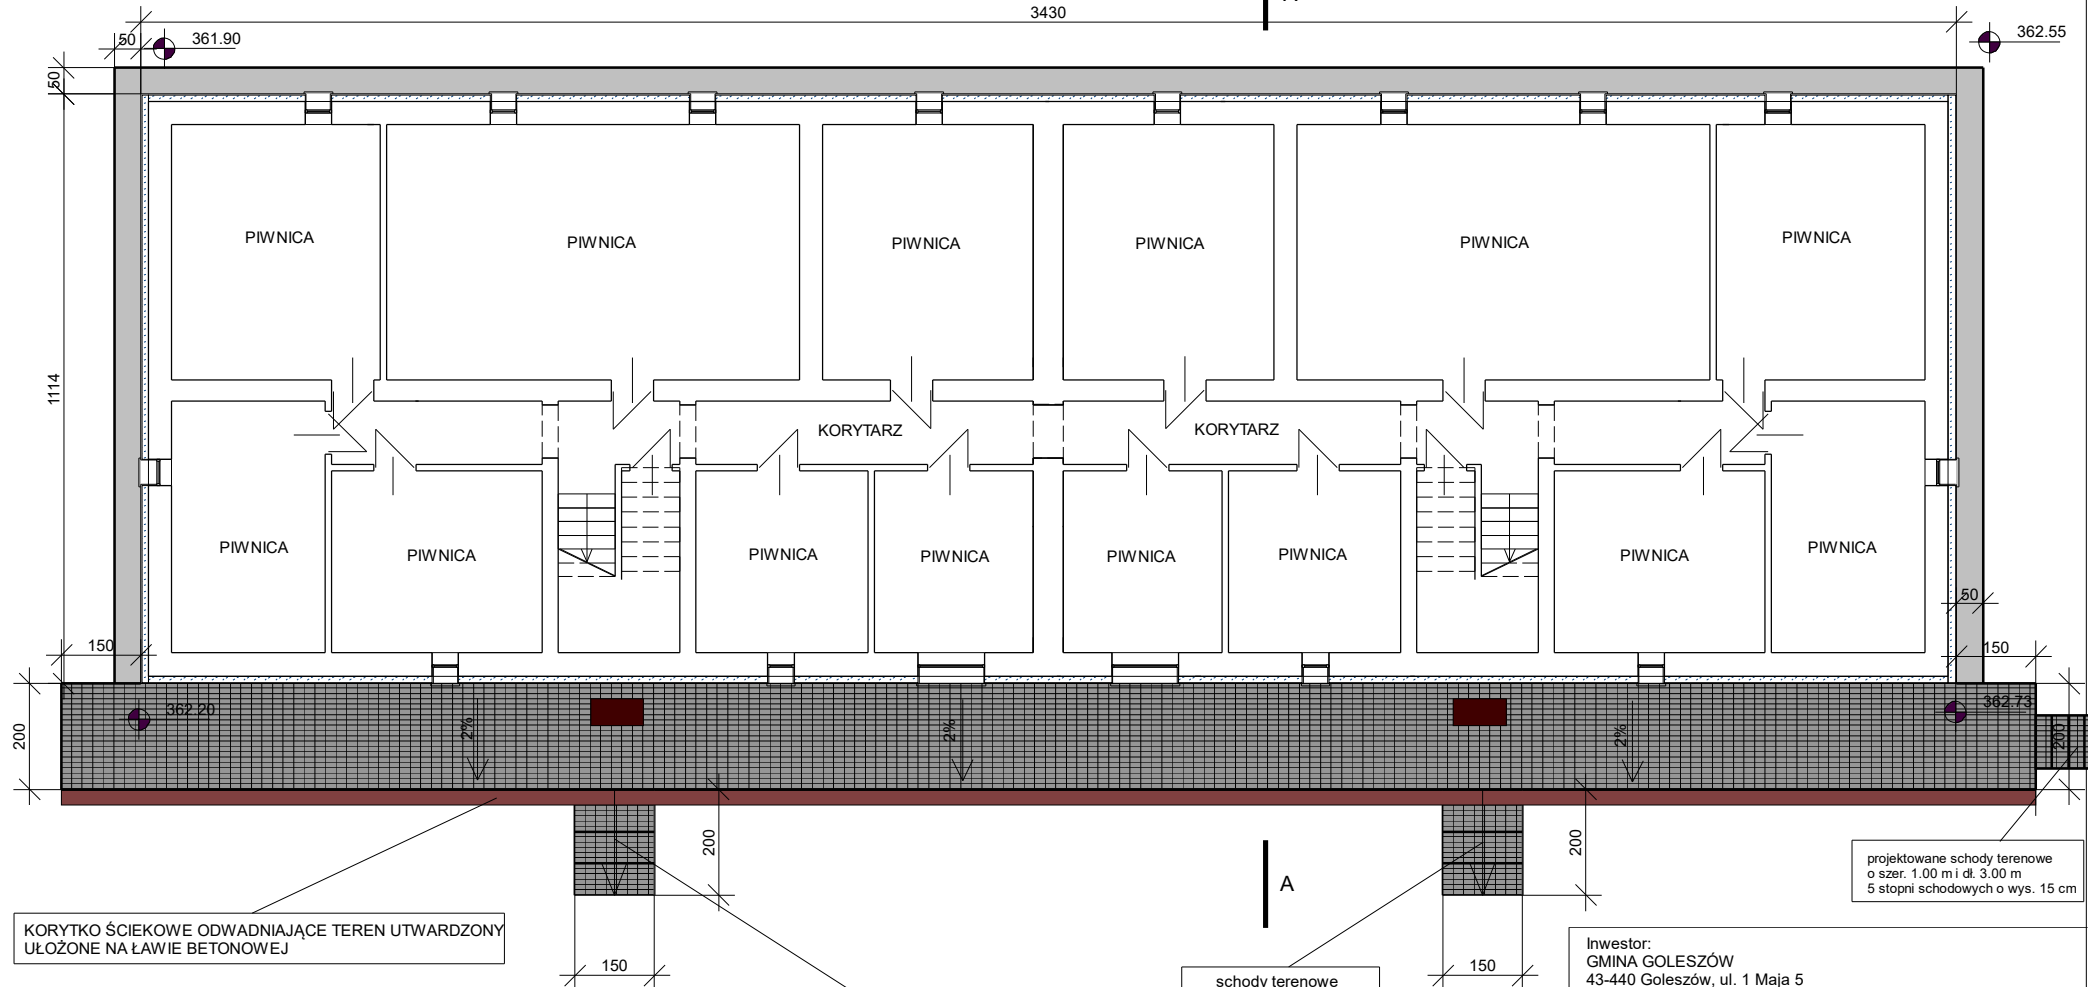 3430
50
361.90
362.55
50
PIWNICA
PIWNICA
PIWNICA
PIWNICA
PIWNICA
PIWNICA
1114
KORYTARZ
KORYTARZ
PIWNICA
PIWNICA
PIWNICA
PIWNICA
PIWNICA
PIWNICA
PIWNICA
PIWNICA
50
150
150
362.20
362.73
200
2%
2%
2%
200
200
200
projektowane schody terenowe
o szer. 1.00 m i dł. 3.00 m
5 stopni schodowych o wys. 15 cm
A
KORYTKO ŚCIEKOWE ODWADNIAJĄCE TEREN UTWARDZONY
UŁOŻONE NA ŁAWIE BETONOWEJ
150
150
schody terenowe
Inwestor:
GMINA GOLESZÓW
43-440 Goleszów, ul. 1 Maja 5